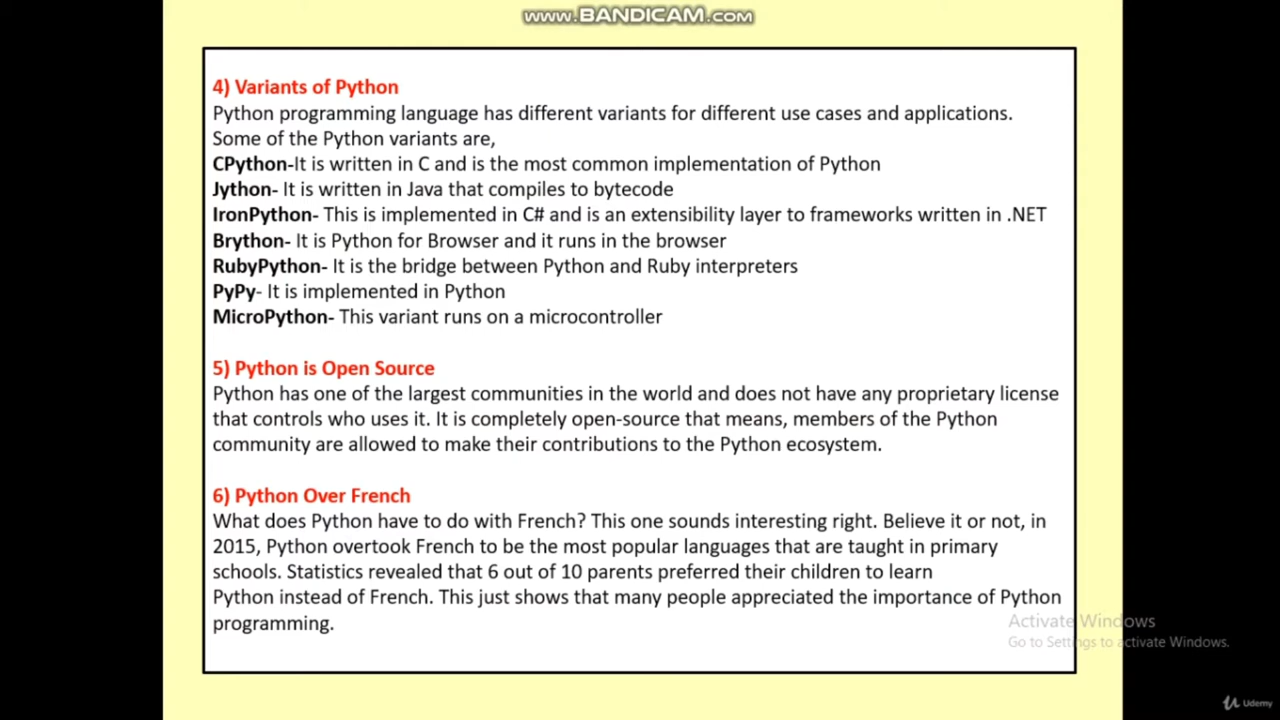 www.BANDICAM.com
4) Variants of Python
Python programming language has different variants for different use cases and applications.
Some of the Python variants are,
CPython-It is written in C and is the most common implementation of Python
Jython- It is written in Java that compiles to bytecode
IronPython- This is implemented in C# and is an extensibility layer to frameworks written in .NET
Brython- It is Python for Browser and it runs in the browser
RubyPython- It is the bridge between Python and Ruby interpreters
PyPy- It is implemented in Python
MicroPython- This variant runs on a microcontroller
5) Python is Open Source
Python has one of the largest communities in the world and does not have any proprietary license
that controls who uses it. It is completely open-source that means, members of the Python
community are allowed to make their contributions to the Python ecosystem.
6) Python Over French
What does Python have to do with French? This one sounds interesting right. Believe it or not, in
2015, Python overtook French to be the most popular languages that are taught in primary
schools. Statistics revealed that 6 out of 10 parents preferred their children to learn
Python instead of French. This just shows that many people appreciated the importance of Python
programming.
Activate Windows
Go to Settings to activate Windows.
Udemy